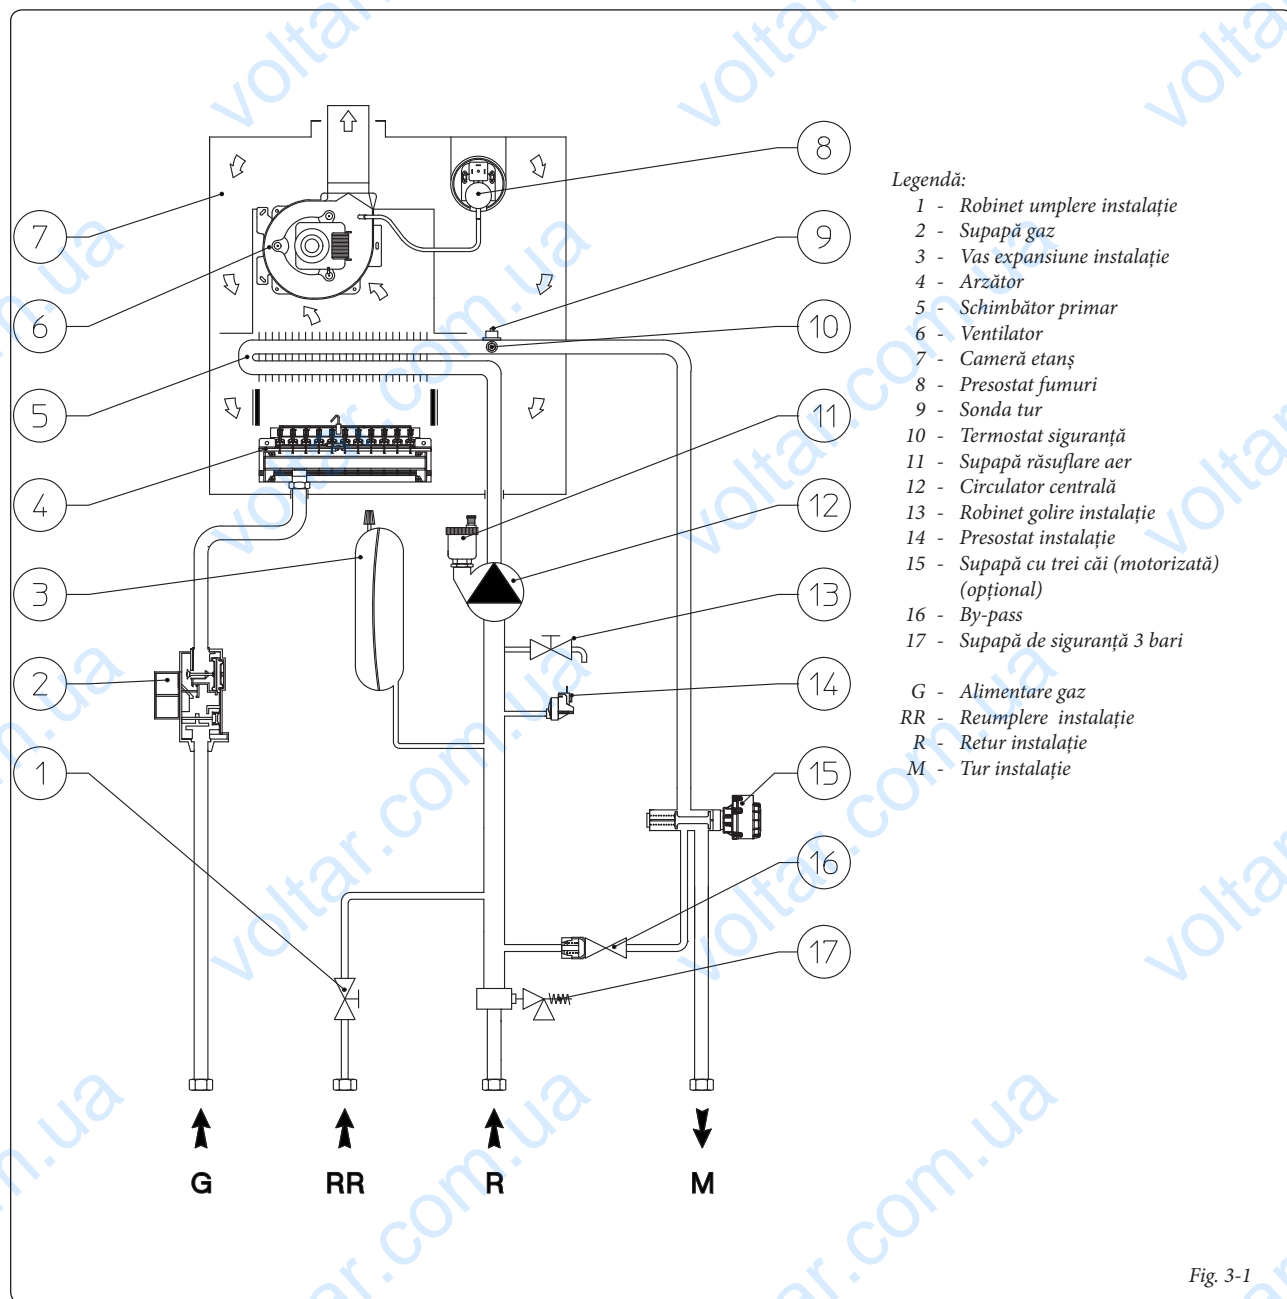 8
9
10
11
12
13
14
15
16
17
7
6
5
4
3
2
1
G
RR
R
M
Legendă:
1 - Robinet umplere instalație
2 - Supapă gaz
3 - Vas expansiune instalație
4 - Arzător
5 - Schimbător primar
6 - Ventilator
7 - Cameră etanș
8 - Presostat fumuri
9 - Sonda tur
10 - Termostat siguranță
11 - Supapă răsuflare aer
12 - Circulator centrală
13 - Robinet golire instalație
14 - Presostat instalație
15 - Supapă cu trei căi (motorizată)
(opțional)
16 - By-pass
17 - Supapă de siguranță 3 bari
G - Alimentare gaz
RR - Reumplere instalație
R - Retur instalație
M - Tur instalație
Fig. 3-1
voltar.com.ua